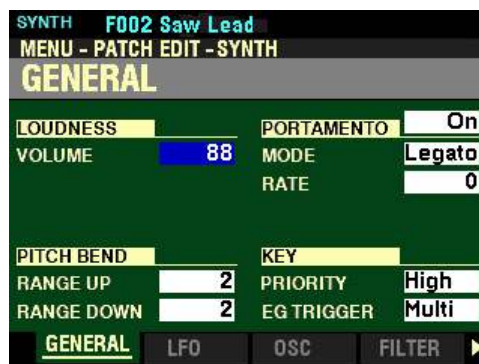 SYNTH F002 Saw Lead
MENU - PATCH EDIT - SYNTH
GENERAL
LOUDNESS
VOLUME 88
PORTAMENTO On
MODE Legato
RATE 0
PITCH BEND
RANGE UP 2
RANGE DOWN 2
KEY
PRIORITY High
EG TRIGGER Multi
GENERAL LFO OSC FILTER